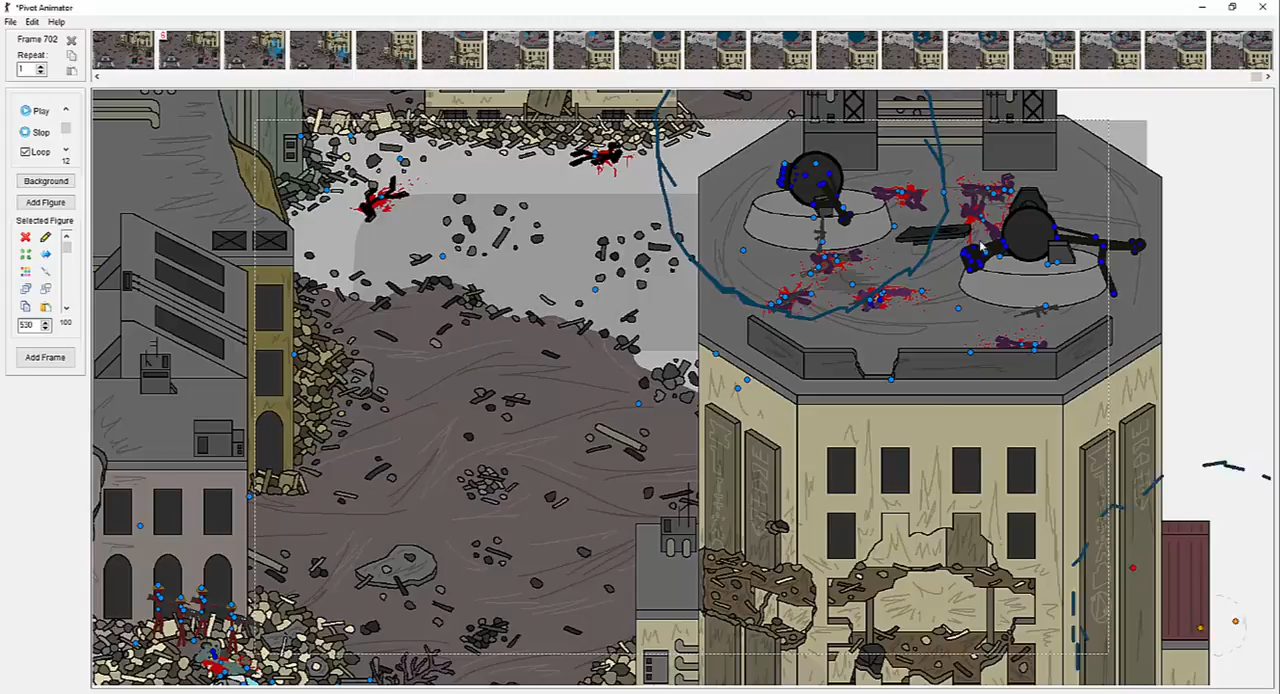 *Pivot Animator
File Edit Help
Frame 702
Repeat:
1
S
Play
Stop
Loop
12
Background
Add Figure
Selected Figure
530
100
Add Frame